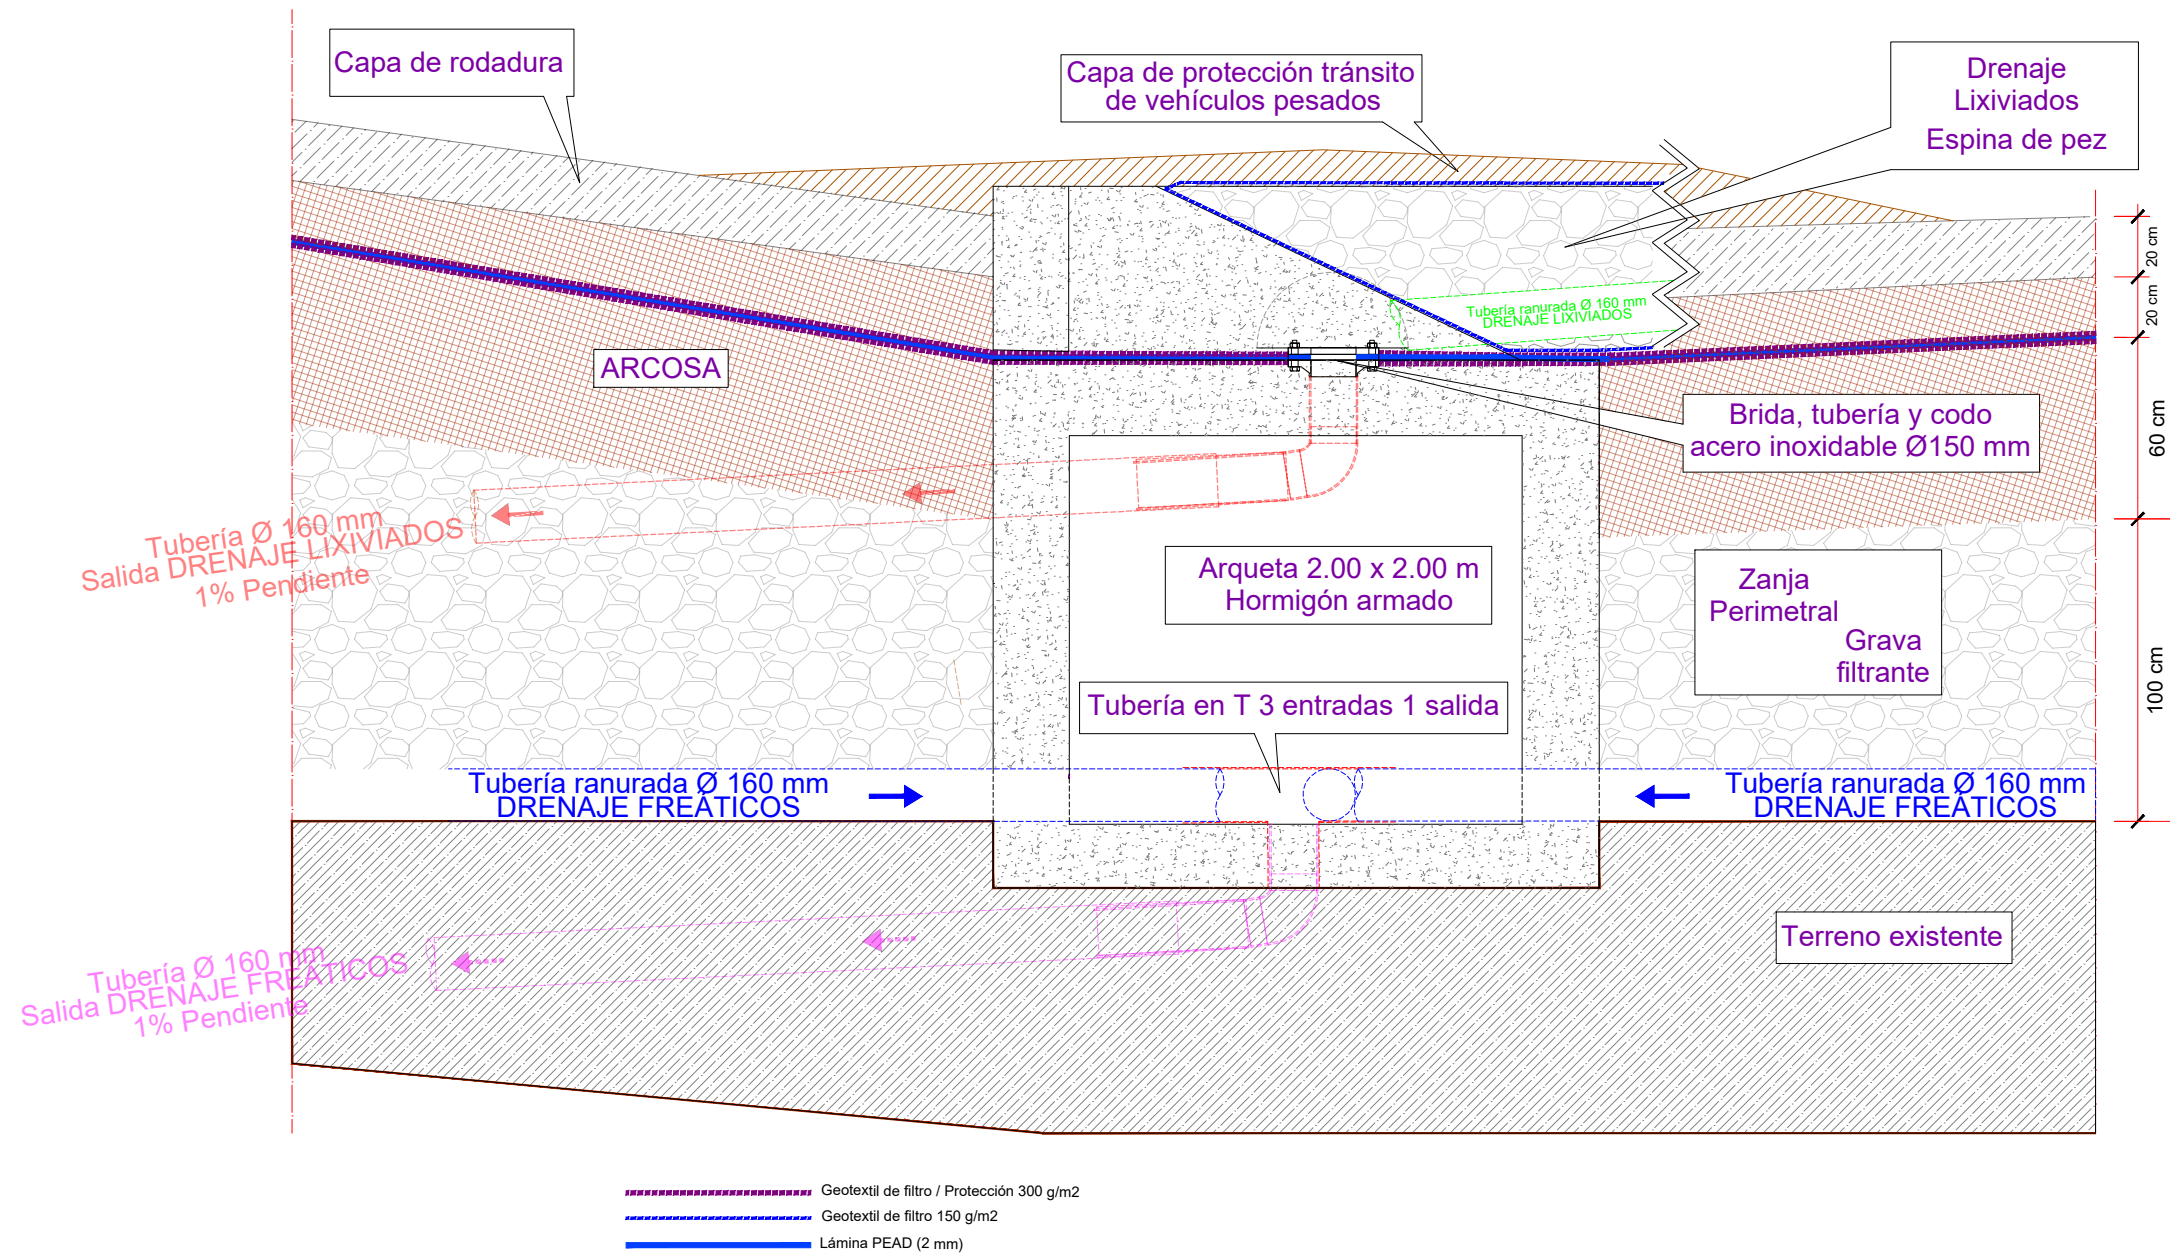 Capa de rodadura
Capa de protección tránsito
de vehículos pesados
Drenaje
Lixiviados
Espina de pez
20 cm
20 cm
60 cm
100 cm
Tubería ranurada Ø 160 mm
DRENAJE LIXIVIADOS
ARCOSA
Brida, tubería y codo
acero inoxidable Ø150 mm
Tubería Ø 160 mm
Salida DRENAJE LIXIVIADOS
1% Pendiente
Arqueta 2.00 x 2.00 m
Hormigón armado
Zanja
Perimetral
Grava
filtrante
Tubería en T 3 entradas 1 salida
Tubería ranurada Ø 160 mm
DRENAJE FREÁTICOS
Tubería ranurada Ø 160 mm
DRENAJE FREÁTICOS
Terreno existente
Tubería Ø 160 mm
Salida DRENAJE FREÁTICOS
1% Pendiente
Geotextil de filtro / Protección 300 g/m2
Geotextil de filtro 150 g/m2
Lámina PEAD (2 mm)